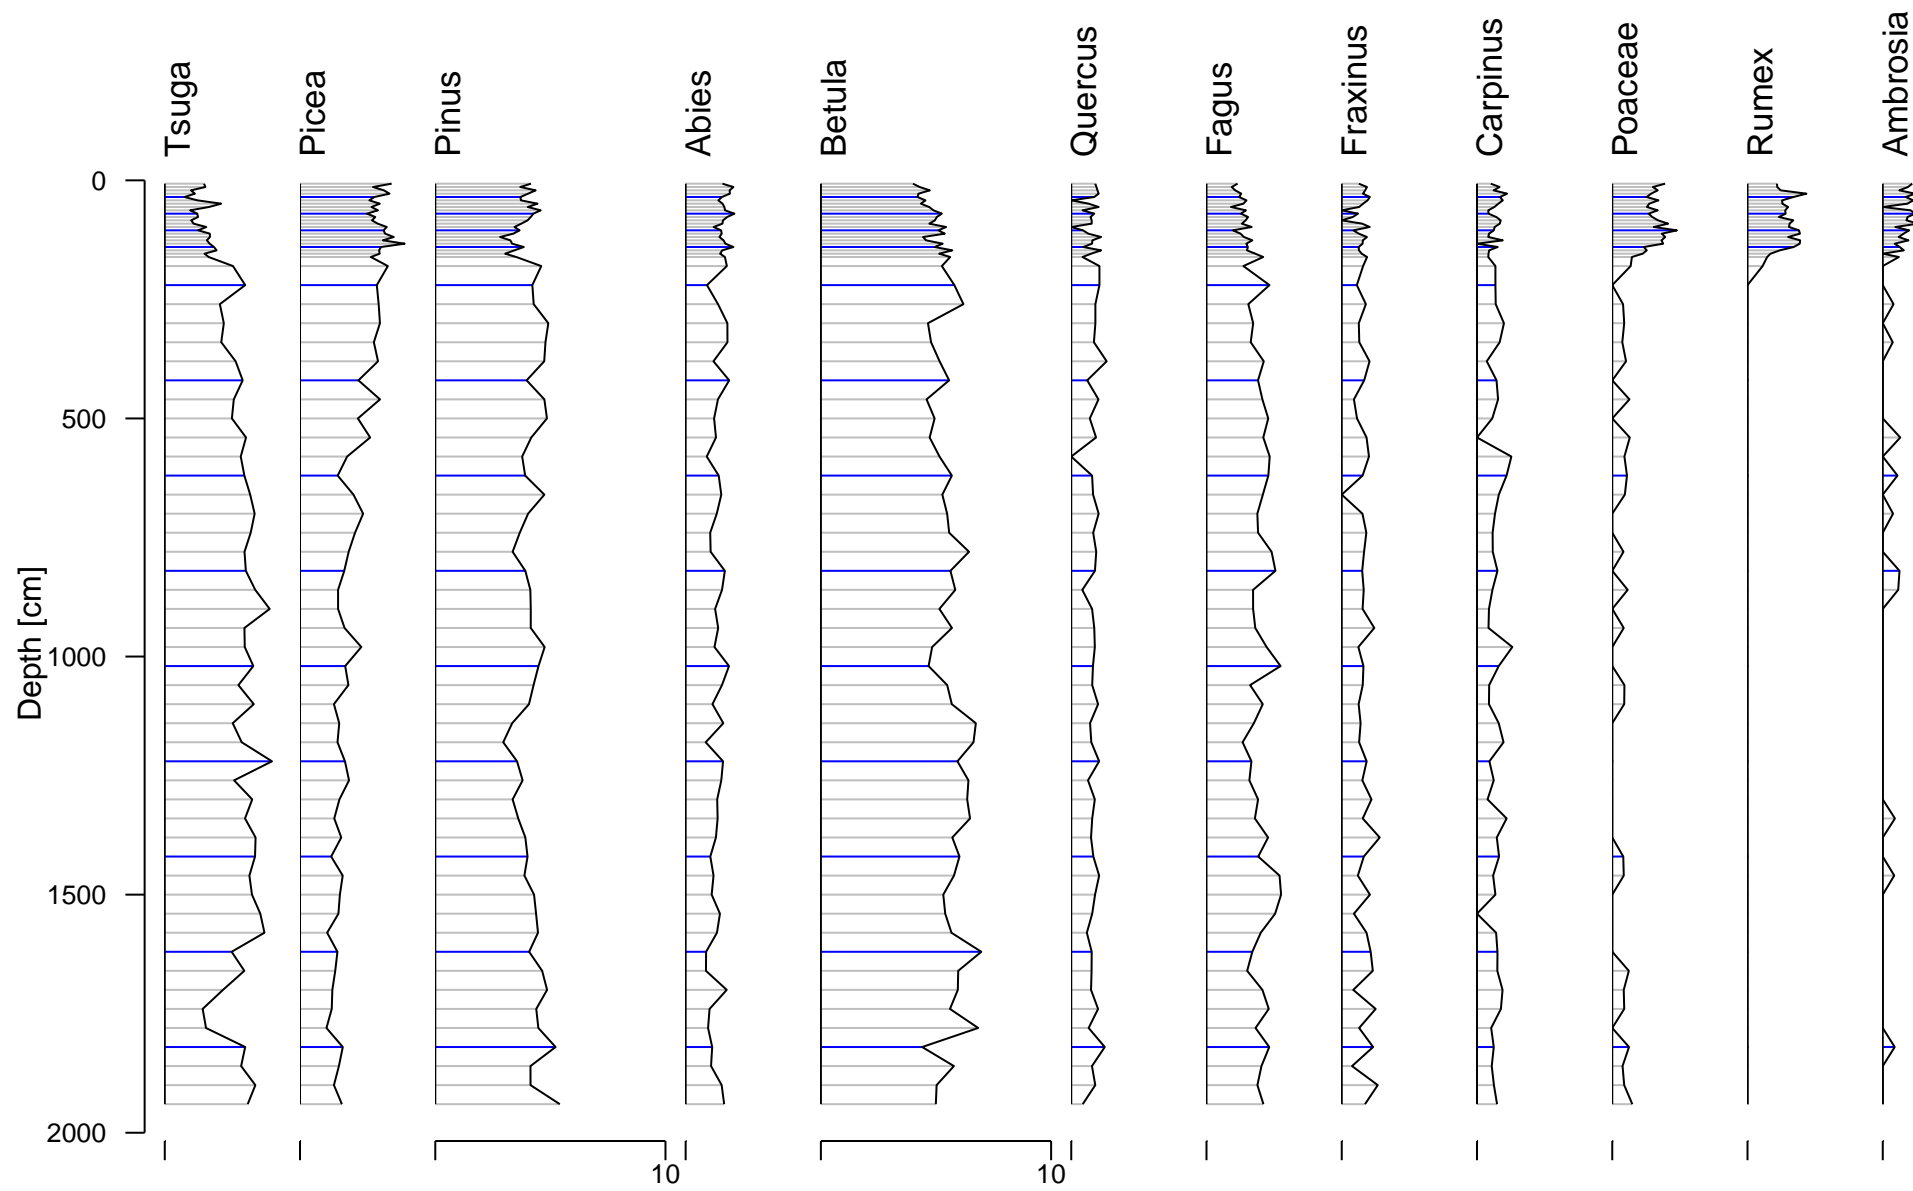 Tsuga
Picea
Pinus
Abies
Betula
Quercus
Fagus
Fraxinus
Carpinus
Poaceae
Rumex
Ambrosia
Depth [cm]
0
500
1000
1500
2000
10
10